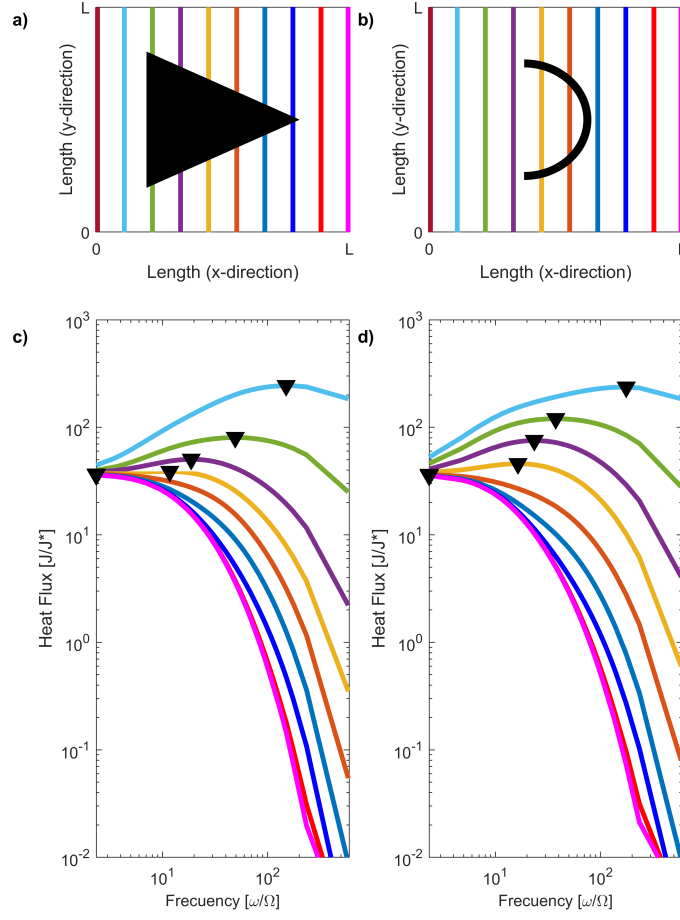 a)
L
Length (y-direction)
0
0
L
Length (x-direction)
b)
L
Length (y-direction)
0
0
L
Length (x-direction)
c)
10³
10²
10¹
10⁰
10⁻¹
10⁻²
Heat Flux [J/J*]
10¹
10²
Frecuency [ω/Ω]
d)
10³
10²
10¹
10⁰
10⁻¹
10⁻²
Heat Flux [J/J*]
10¹
10²
Frecuency [ω/Ω]